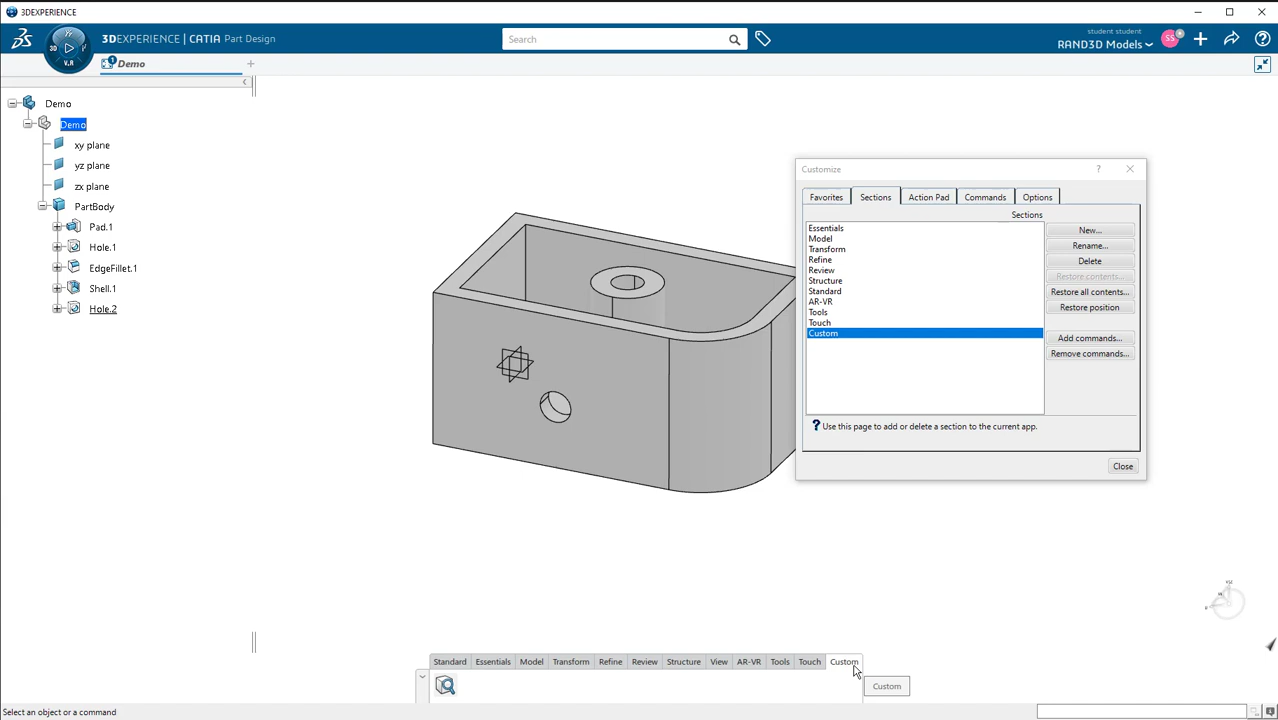 3DEXPERIENCE
3DEXPERIENCE | CATIA Part Design
Search
student student
RAND3D Models
SS
3D
V.R
Demo
Demo
Demo
xy plane
yz plane
zx plane
PartBody
Pad.1
Hole.1
EdgeFillet.1
Shell.1
Hole.2
Customize
?
Favorites
Sections
Action Pad
Commands
Options
Sections
Essentials
Model
Transform
Refine
Review
Structure
Standard
AR-VR
Tools
Touch
Custom
New...
Rename...
Delete
Restore contents...
Restore all contents...
Restore position
Add commands...
Remove commands...
? Use this page to add or delete a section to the current app.
Close
Standard Essentials Model Transform Refine Review Structure View AR-VR Tools Touch Custom
Custom
Select an object or a command